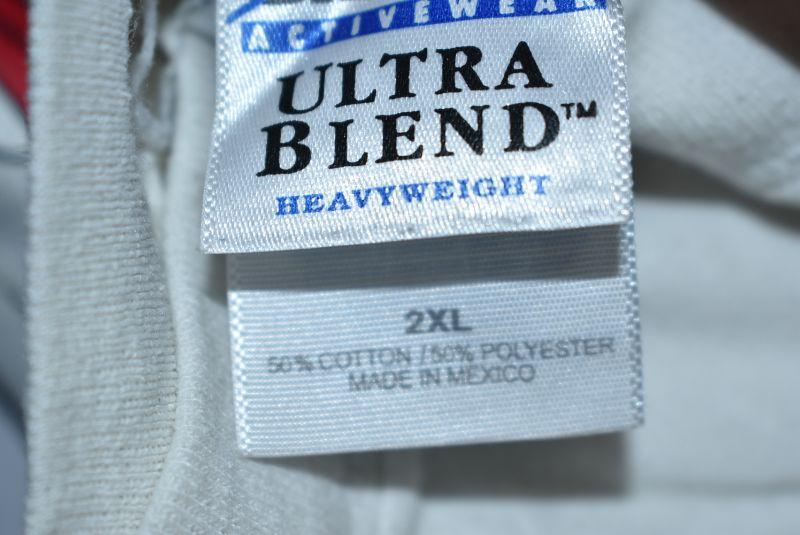 ACTIVEWEAR
ULTRA
BLEND™
HEAVYWEIGHT
2XL
50% COTTON / 50% POLYESTER
MADE IN MEXICO